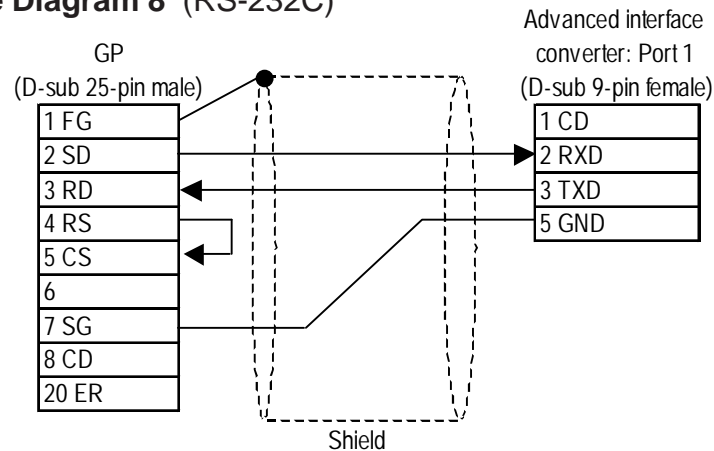 Diagram 8 (RS-232C)
GP
(D-sub 25-pin male)
1 FG
2 SD
3 RD
4 RS
5 CS
6
7 SG
8 CD
20 ER
Advanced interface
converter: Port 1
(D-sub 9-pin female)
1 CD
2 RXD
3 TXD
5 GND
Shield